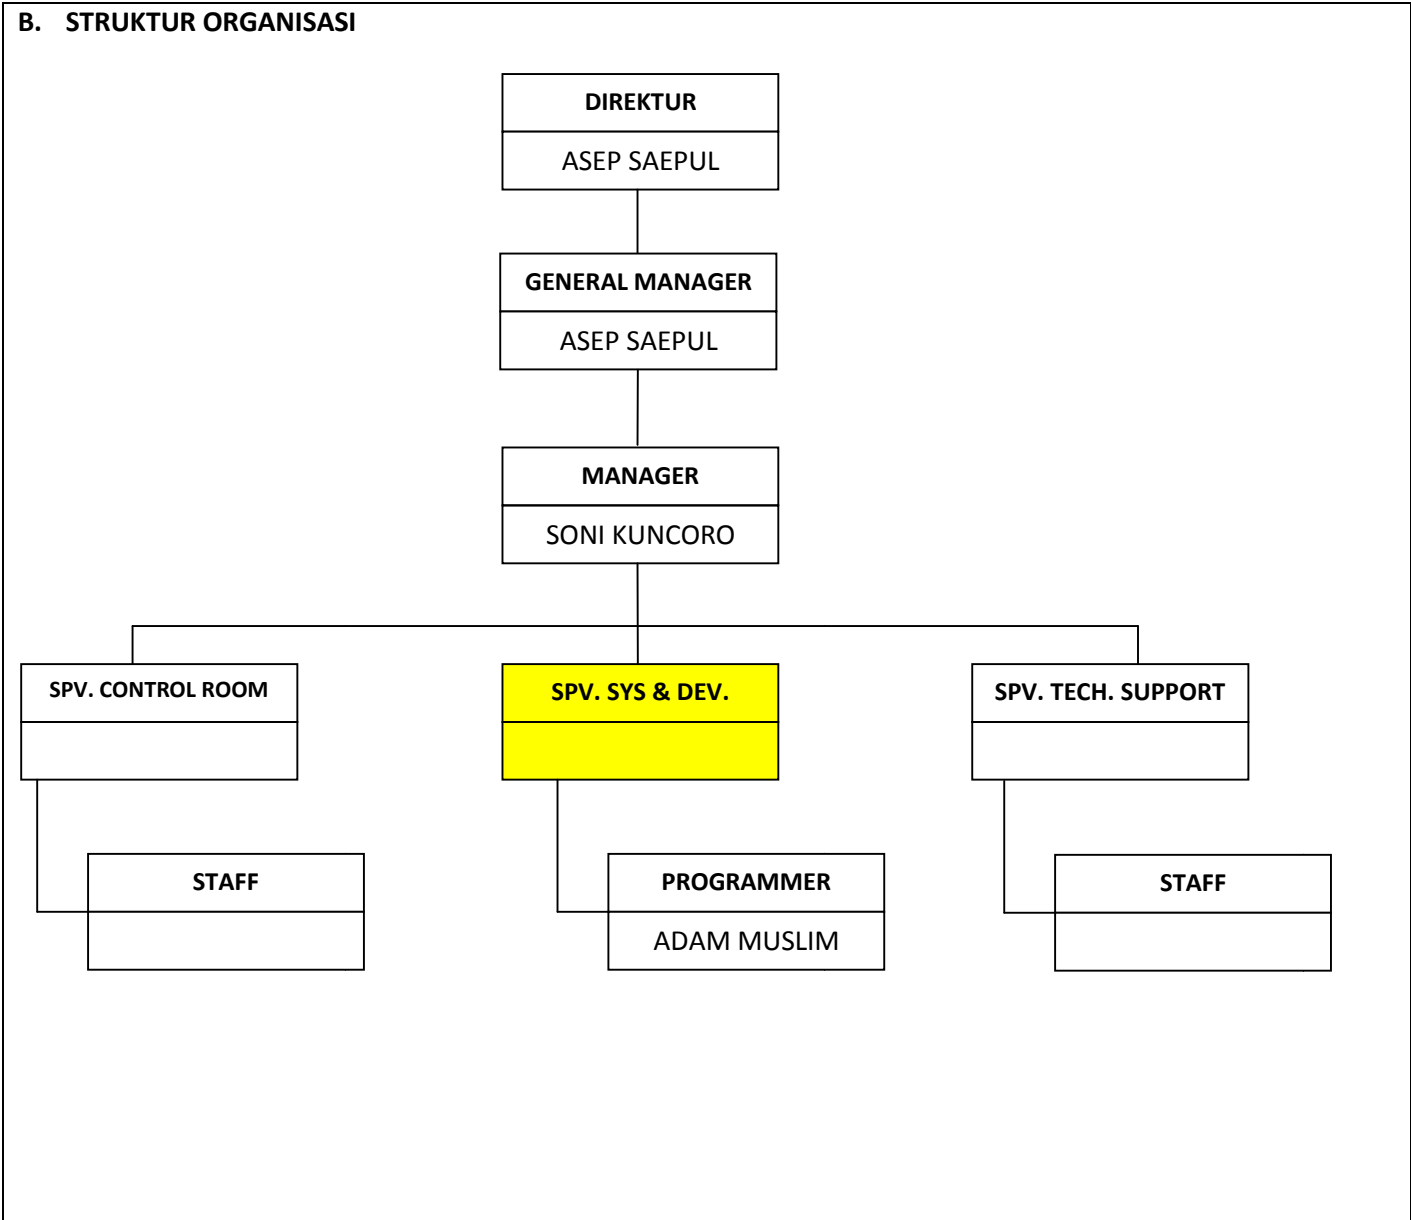 B. STRUKTUR ORGANISASI
DIREKTUR
ASEP SAEPUL
GENERAL MANAGER
ASEP SAEPUL
MANAGER
SONI KUNCORO
SPV. CONTROL ROOM
SPV. SYS & DEV.
SPV. TECH. SUPPORT
STAFF
PROGRAMMER
STAFF
ADAM MUSLIM